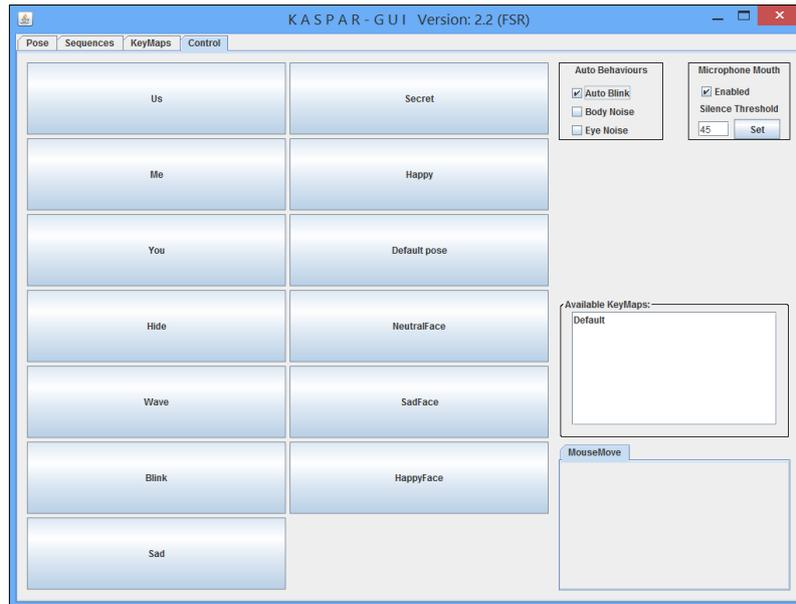 K A S P A R - G U I   Version: 2.2 (FSR)
Pose Sequences KeyMaps Control
Us Secret
Me Happy
You Default pose
Hide NeutralFace
Wave SadFace
Blink HappyFace
Sad
Auto Behaviours
Auto Blink
Body Noise
Eye Noise
Microphone Mouth
Enabled
Silence Threshold
45 Set
Available KeyMaps:
Default
MouseMove